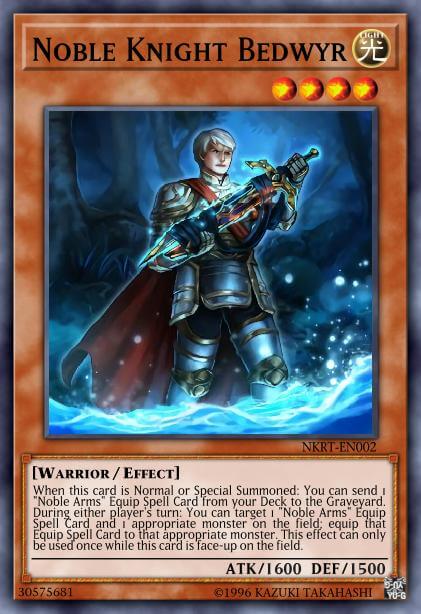 Noble Knight Bedwyr
LIGHT
光
NKRT-EN002
[Warrior / Effect]
When this card is Normal or Special Summoned: You can send 1
"Noble Arms" Equip Spell Card from your Deck to the Graveyard.
During either player's turn: You can target 1 "Noble Arms" Equip
Spell Card and 1 appropriate monster on the field; equip that
Equip Spell Card to that appropriate monster. This effect can only
be used once while this card is face-up on the field.
ATK/1600 DEF/1500
30575681 ©1996 KAZUKI TAKAHASHI